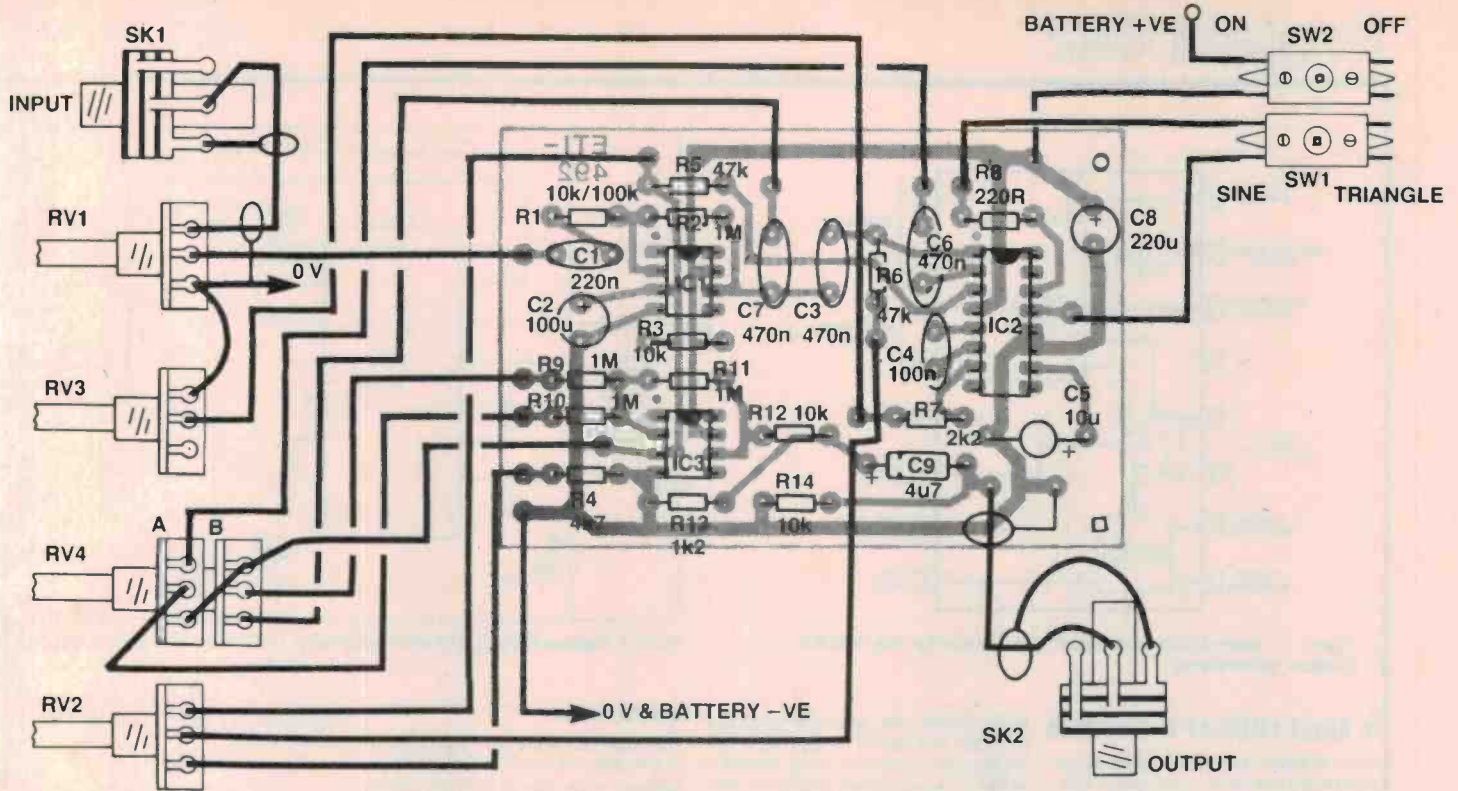 SK1
INPUT
RV1
0 V
RV3
RV4
A
B
RV2
BATTERY +VE
ON
OFF
SW2
SW1
SINE
TRIANGLE
ETI-
492
R5
47k
10k/100k
R1
R2
1M
C1
220n
IC1
C2
100u
R3
10k
R9
1M
R11
1M
R10
1M
IC3
R4
4k7
R12
10k
R13
1k2
R14
10k
C7
470n
C3
470n
R6
47k
C6
470n
R8
220R
C8
220u
IC2
C4
100n
R7
2k2
C5
10u
C9
4u7
0 V & BATTERY –VE
SK2
OUTPUT